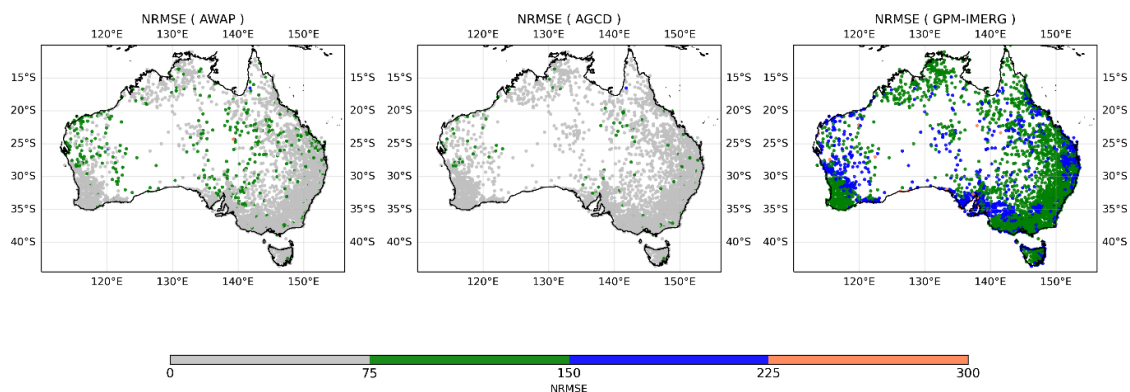 NRMSE ( AWAP)
NRMSE ( AGCD)
NRMSE ( GPM-IMERG)
120°E 130°E 140°E 150°E
120°E 130°E 140°E 150°E
120°E 130°E 140°E 150°E
15°S 15°S 15°S 15°S
20°S 20°S 20°S 20°S
25°S 25°S 25°S 25°S
30°S 30°S 30°S 30°S
35°S 35°S 35°S 35°S
40°S 40°S 40°S 40°S
120°E 130°E 140°E 150°E
120°E 130°E 140°E 150°E
120°E 130°E 140°E 150°E
0 75 150 225 300
NRMSE